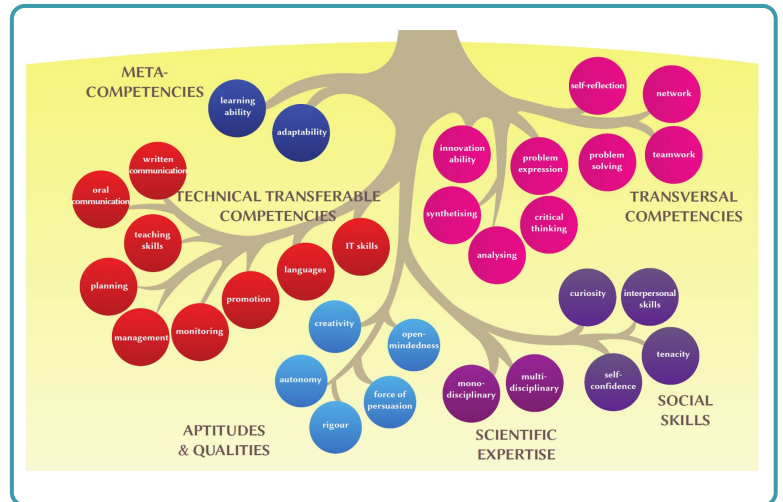 META-
COMPETENCIES
learning
ability
adaptability
written
communication
oral
communication
TECHNICAL TRANSFERABLE
COMPETENCIES
teaching
skills
planning
management
monitoring
promotion
languages
IT skills
self-reflection
network
innovation
ability
problem
expression
problem
solving
teamwork
synthetising
critical
thinking
analysing
TRANSVERSAL
COMPETENCIES
creativity
open-
mindedness
autonomy
force of
persuasion
rigour
APTITUDES
& QUALITIES
mono-
disciplinary
multi-
disciplinary
SCIENTIFIC
EXPERTISE
curiosity
interpersonal
skills
tenacity
self-
confidence
SOCIAL
SKILLS